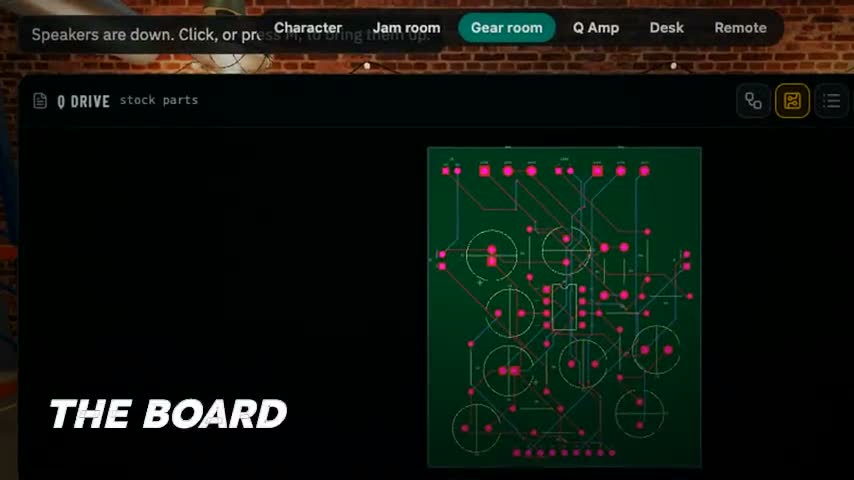 Character Jam room Gear room Q Amp Desk Remote
Speakers are down. Click, or press M, to bring them up.
Q DRIVE stock parts
THE BOARD